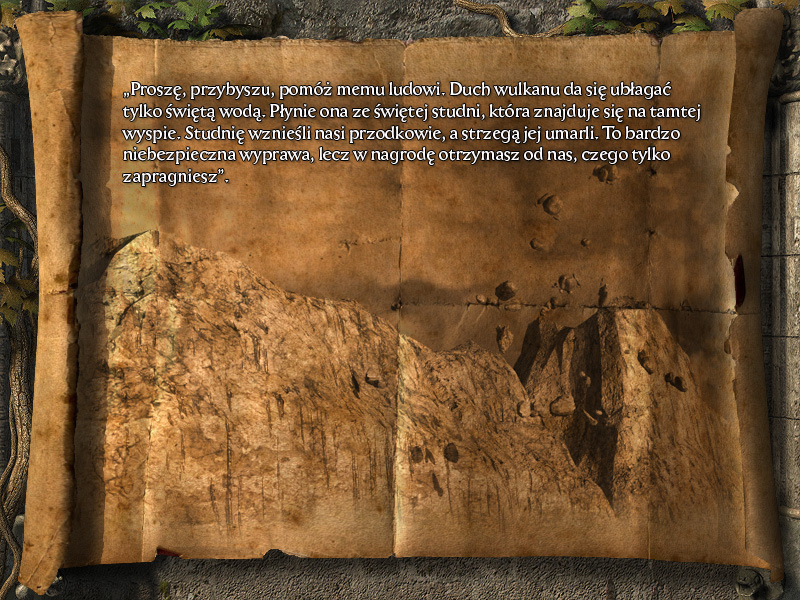 „Proszę, przybyszu, pomóż memu ludowi. Duch wulkanu da się ubłagać
tylko świętą wodą. Płynie ona ze świętej studni, która znajduje się na tamtej
wyspie. Studnię wznieśli nasi przodkowie, a strzegą jej umarli. To bardzo
niebezpieczna wyprawa, lecz w nagrodę otrzymasz od nas, czego tylko
zapragniesz”.